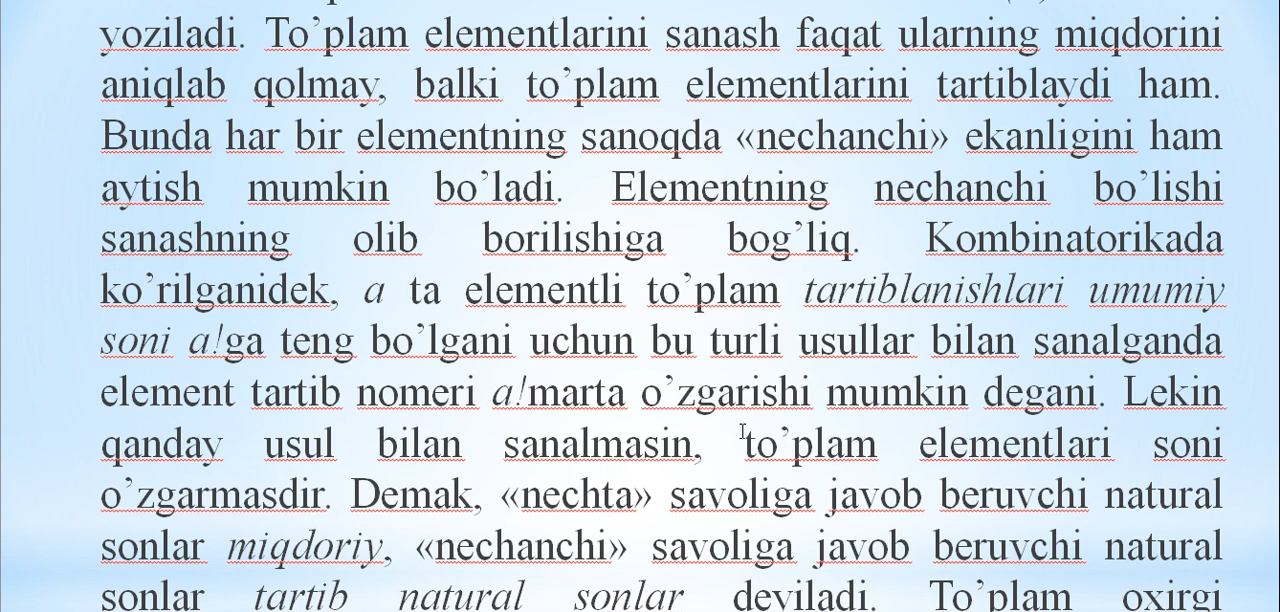 yoziladi. To’plam elementlarini sanash faqat ularning miqdorini
aniqlab qolmay, balki to’plam elementlarini tartiblaydi ham.
Bunda har bir elementning sanoqda «nechanchi» ekanligini ham
aytish mumkin bo’ladi. Elementning nechanchi bo’lishi
sanashning olib borilishiga bog’liq. Kombinatorikada
ko’rilganidek, a ta elementli to’plam tartiblanishlari umumiy
soni a!ga teng bo’lgani uchun bu turli usullar bilan sanalganda
element tartib nomeri a!marta o’zgarishi mumkin degani. Lekin
qanday usul bilan sanalmasin, to’plam elementlari soni
o’zgarmasdir. Demak, «nechta» savoliga javob beruvchi natural
sonlar miqdoriy, «nechanchi» savoliga javob beruvchi natural
sonlar tartib natural sonlar deyiladi. To’plam oxirgi